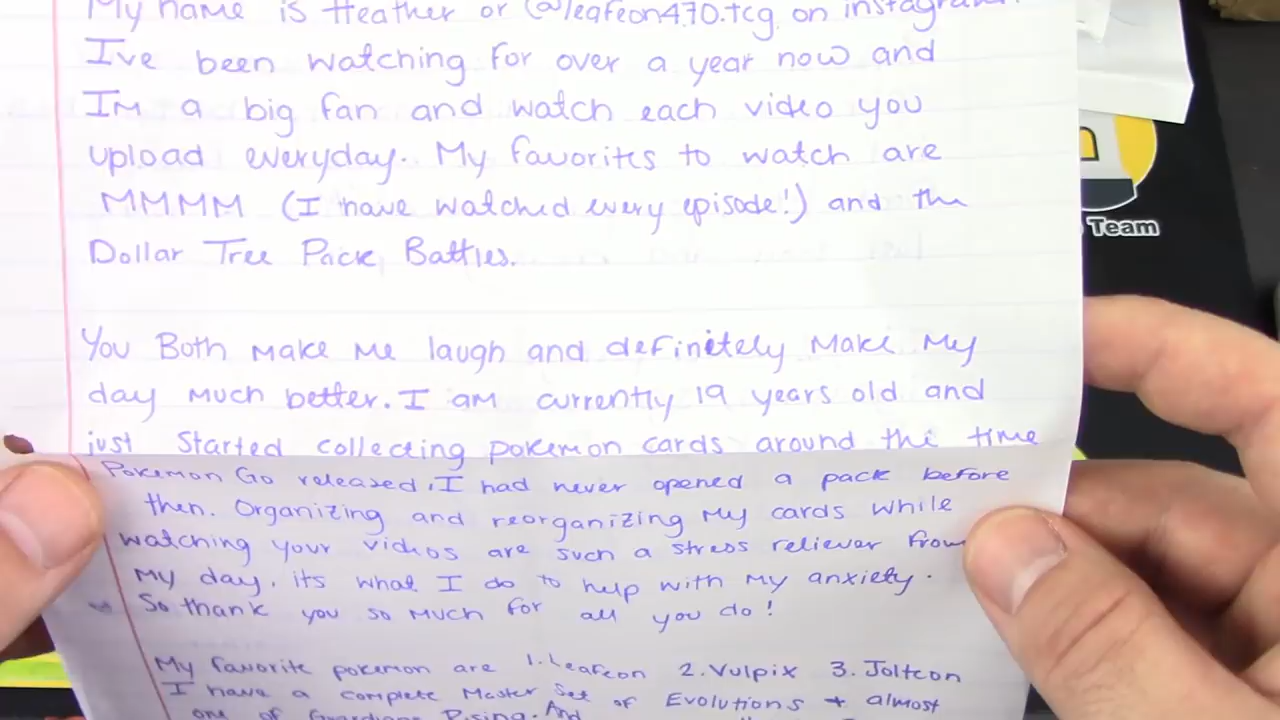 My name is Heather or @leafeon470.tcg on instagram.
I've been watching for over a year now and
I'm a big fan and watch each video you
upload everyday. My favorites to watch are
MMMM (I have watched every episode!) and the
Dollar Tree Pack Battles.
You Both make me laugh and definitely make my
day much better. I am currently 19 years old and
just started collecting pokemon cards around the time
Pokemon Go released, I had never opened a pack before
then. Organizing and reorganizing my cards while
watching your videos are such a stress reliever from
my day, its what I do to help with my anxiety.
So thank you so much for all you do!
My favorite pokemon are 1. Leafeon 2. Vulpix 3. Jolteon
I have a complete Master Set of Evolutions + almost
one of Guardians Rising. And
Team